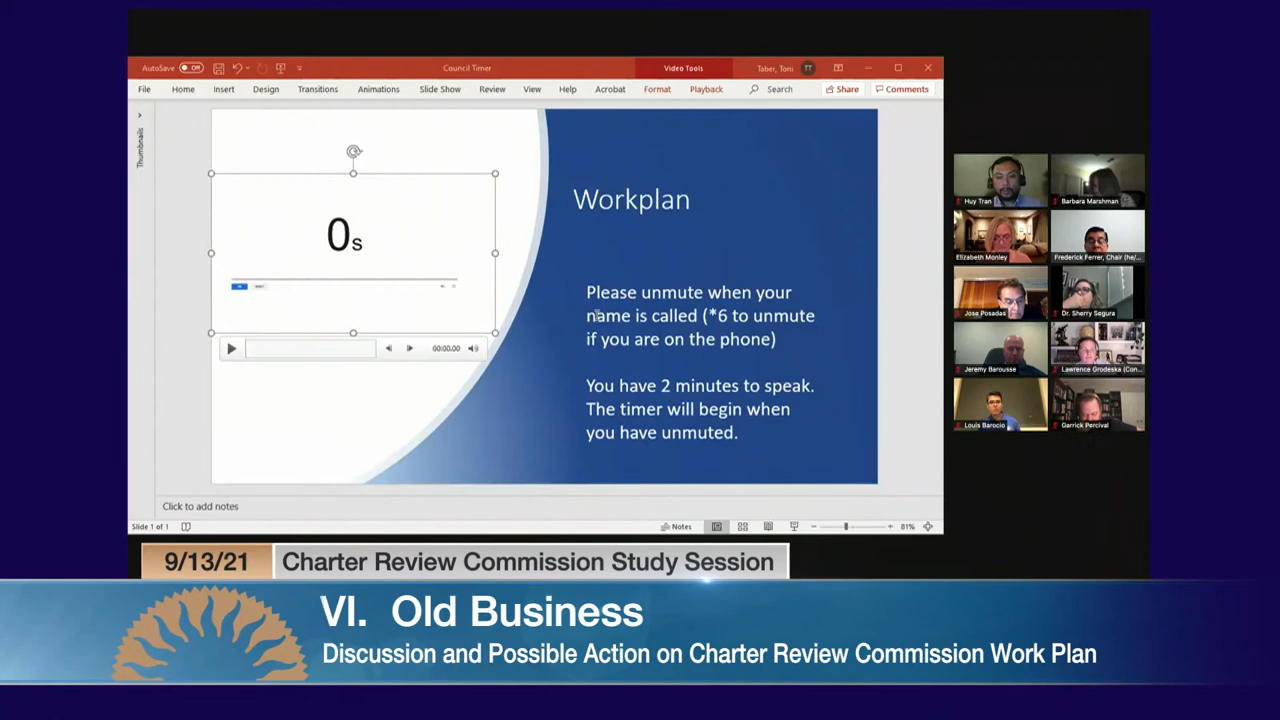 AutoSave Off
Council Timer
Video Tools
Taber, Toni TT
File Home Insert Design Transitions Animations Slide Show Review View Help Acrobat Format Playback Search Share Comments
Thumbnails
0s
Workplan
Please unmute when your
name is called (*6 to unmute
if you are on the phone)
You have 2 minutes to speak.
The timer will begin when
you have unmuted.
00:00.00
Click to add notes
Slide 1 of 1 Notes 81%
Huy Tran
Barbara Marshman
Elizabeth Monley
Frederick Ferrer, Chair (he/...
Jose Posadas
Dr. Sherry Segura
Jeremy Barousse
Lawrence Grodeska (Con...
Louis Barocio
Garrick Percival
9/13/21 Charter Review Commission Study Session
VI. Old Business
Discussion and Possible Action on Charter Review Commission Work Plan